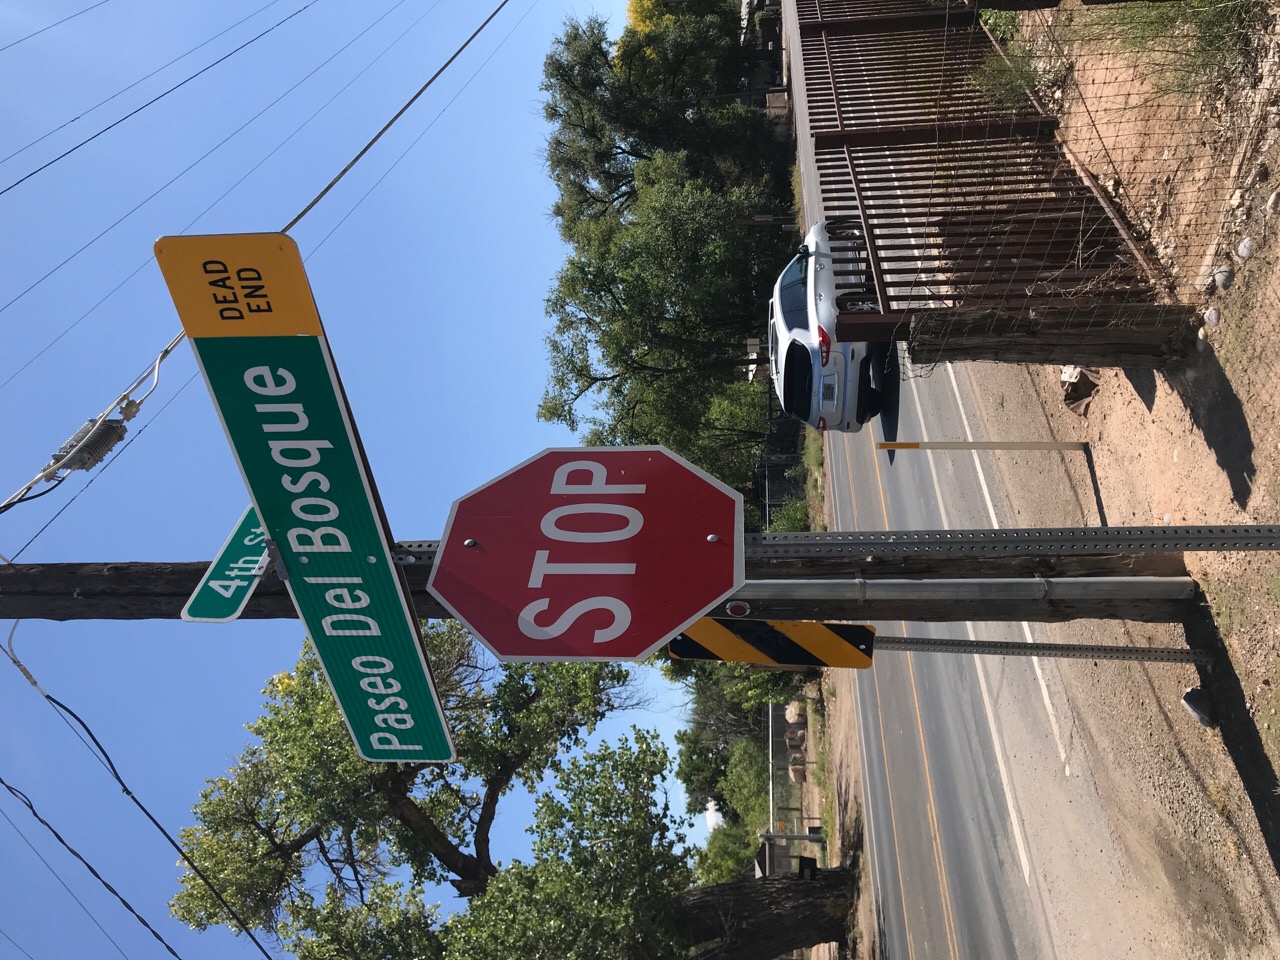 4th St
Paseo Del Bosque
DEAD
END
STOP